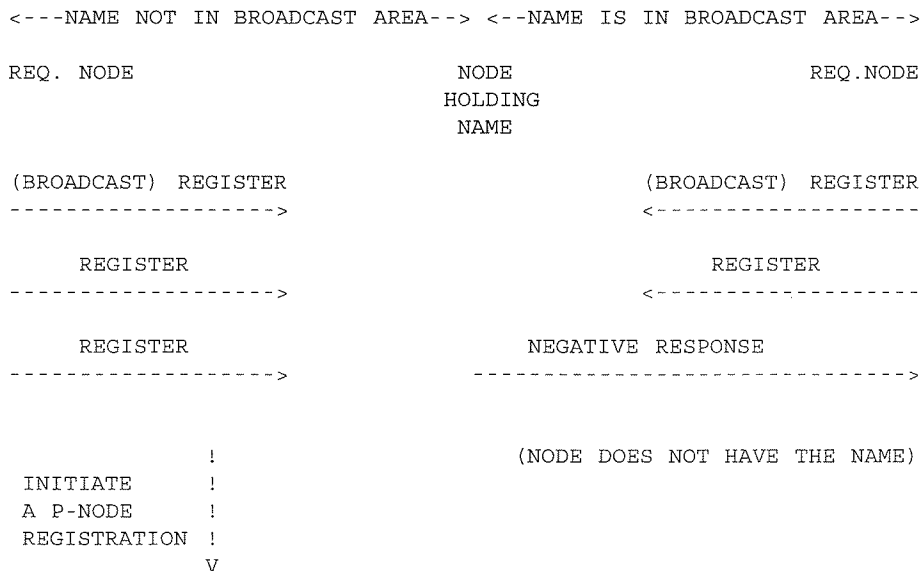 <---NAME NOT IN BROADCAST AREA--> <--NAME IS IN BROADCAST AREA-->
REQ. NODE NODE REQ.NODE
HOLDING
NAME
(BROADCAST) REGISTER (BROADCAST) REGISTER
-------------------> <-------------------
REGISTER REGISTER
-------------------> <-------------------
REGISTER NEGATIVE RESPONSE
-------------------> ------------------------------->
! (NODE DOES NOT HAVE THE NAME)
INITIATE !
A P-NODE !
REGISTRATION !
V